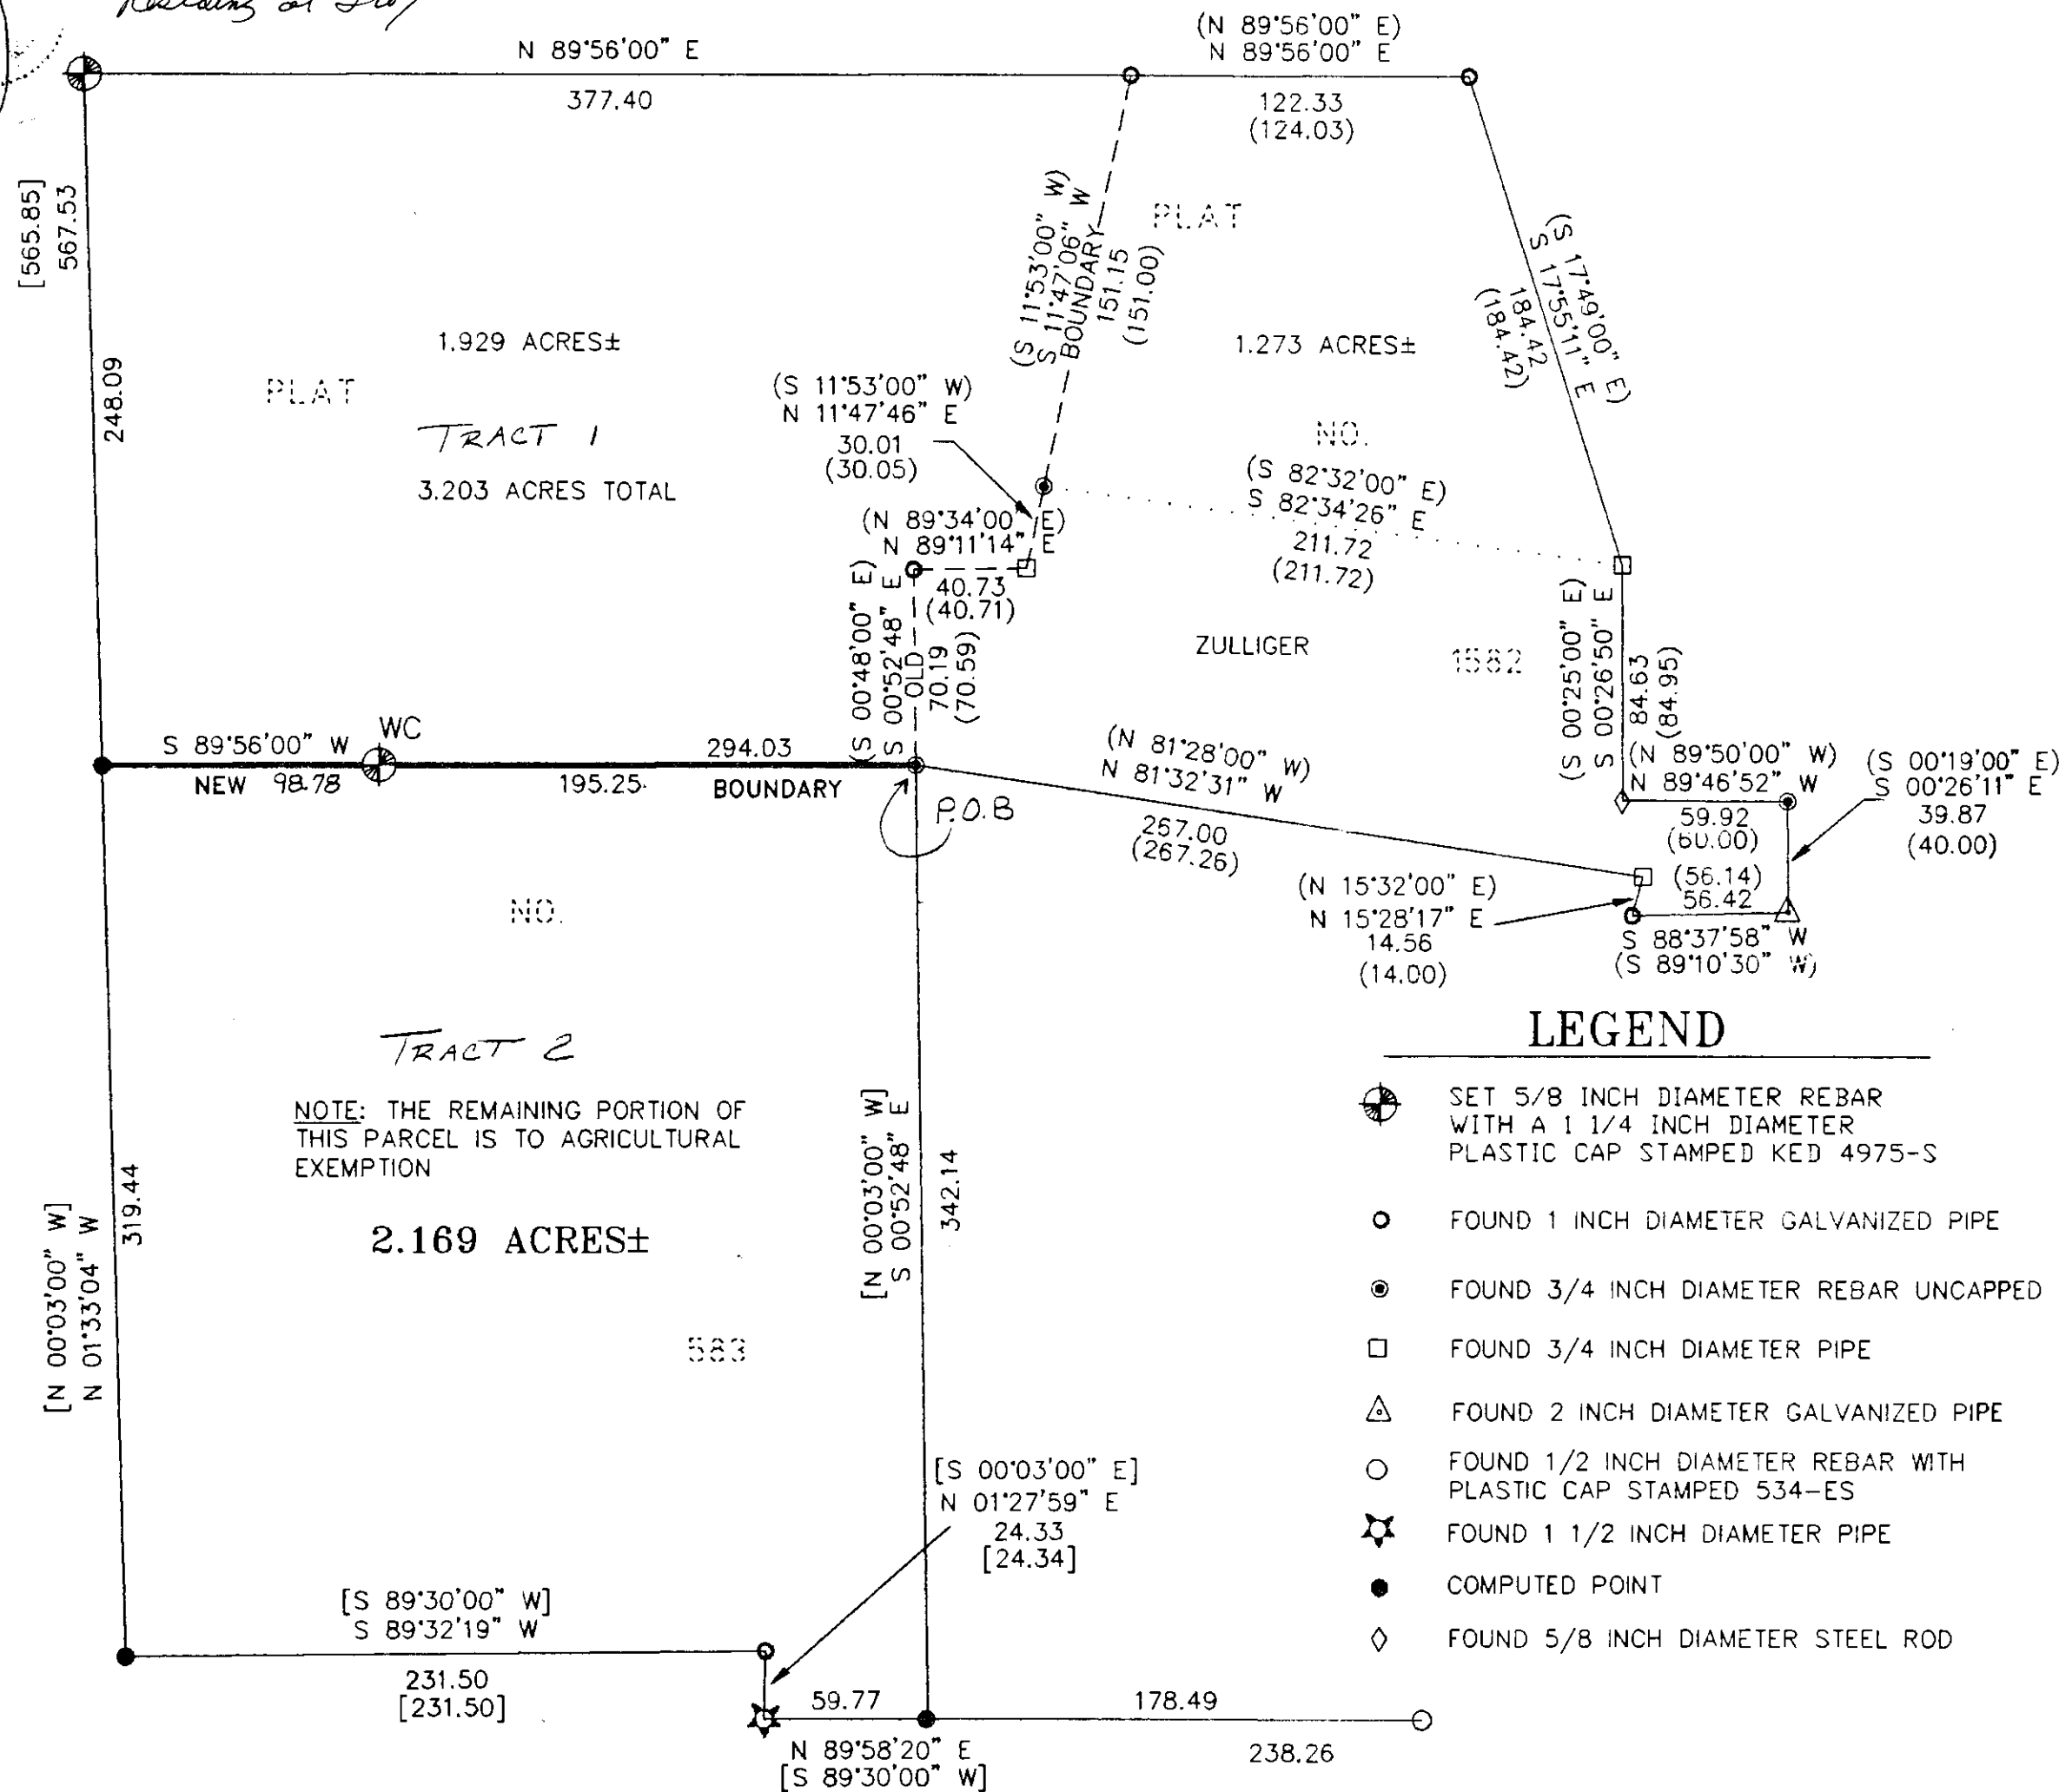 Residing at
(N 89°56'00" E)
N 89°56'00" E
N 89°56'00" E
377.40
122.33
(124.03)
[565.85]
567.53
248.09
(S 11°53'00" W)
S 11°47'06" W
BOUNDARY
151.15
(151.00)
PLAT
(S 17°49'00" E)
S 17°55'11" E
184.42
(184.42)
1.929 ACRES±
1.273 ACRES±
PLAT
TRACT 1
3.203 ACRES TOTAL
(S 11°53'00" W)
N 11°47'46" E
30.01
(30.05)
NO.
(S 82°32'00" E)
S 82°34'26" E
211.72
(211.72)
(N 89°34'00" E)
N 89°11'14" E
40.73
(40.71)
(S 00°48'00" E)
S 00°52'48" E
OLD
70.19
(70.59)
ZULLIGER
1582
(S 00°25'00" E)
S 00°26'50" E
84.63
(84.95)
WC
S 89°56'00" W
294.03
NEW 98.78
195.25
BOUNDARY
P.O.B
(N 81°28'00" W)
N 81°32'31" W
267.00
(267.26)
(N 89°50'00" W)
N 89°46'52" W
59.92
(60.00)
(S 00°19'00" E)
S 00°26'11" E
39.87
(40.00)
(56.14)
56.42
(N 15°32'00" E)
N 15°28'17" E
14.56
(14.00)
S 88°37'58" W
(S 89°10'30" W)
NO.
TRACT 2
NOTE: THE REMAINING PORTION OF
THIS PARCEL IS TO AGRICULTURAL
EXEMPTION
2.169 ACRES±
[N 00°03'00" W]
S 00°52'48" E
342.14
[N 00°03'00" W]
N 01°33'04" W
319.44
583
[S 00°03'00" E]
N 01°27'59" E
24.33
[24.34]
[S 89°30'00" W]
S 89°32'19" W
231.50
[231.50]
59.77
178.49
N 89°58'20" E
[S 89°30'00" W]
238.26
LEGEND
SET 5/8 INCH DIAMETER REBAR
WITH A 1 1/4 INCH DIAMETER
PLASTIC CAP STAMPED KED 4975-S
FOUND 1 INCH DIAMETER GALVANIZED PIPE
FOUND 3/4 INCH DIAMETER REBAR UNCAPPED
FOUND 3/4 INCH DIAMETER PIPE
FOUND 2 INCH DIAMETER GALVANIZED PIPE
FOUND 1/2 INCH DIAMETER REBAR WITH
PLASTIC CAP STAMPED 534-ES
FOUND 1 1/2 INCH DIAMETER PIPE
COMPUTED POINT
FOUND 5/8 INCH DIAMETER STEEL ROD